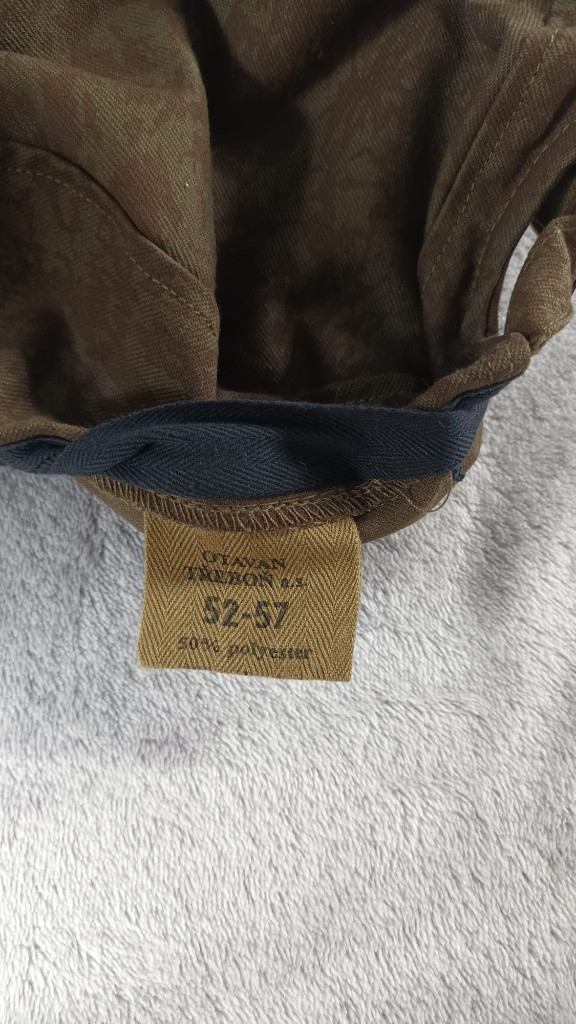 OTAVAN
TŘEBOŇ a.s.
52-57
50% polyester